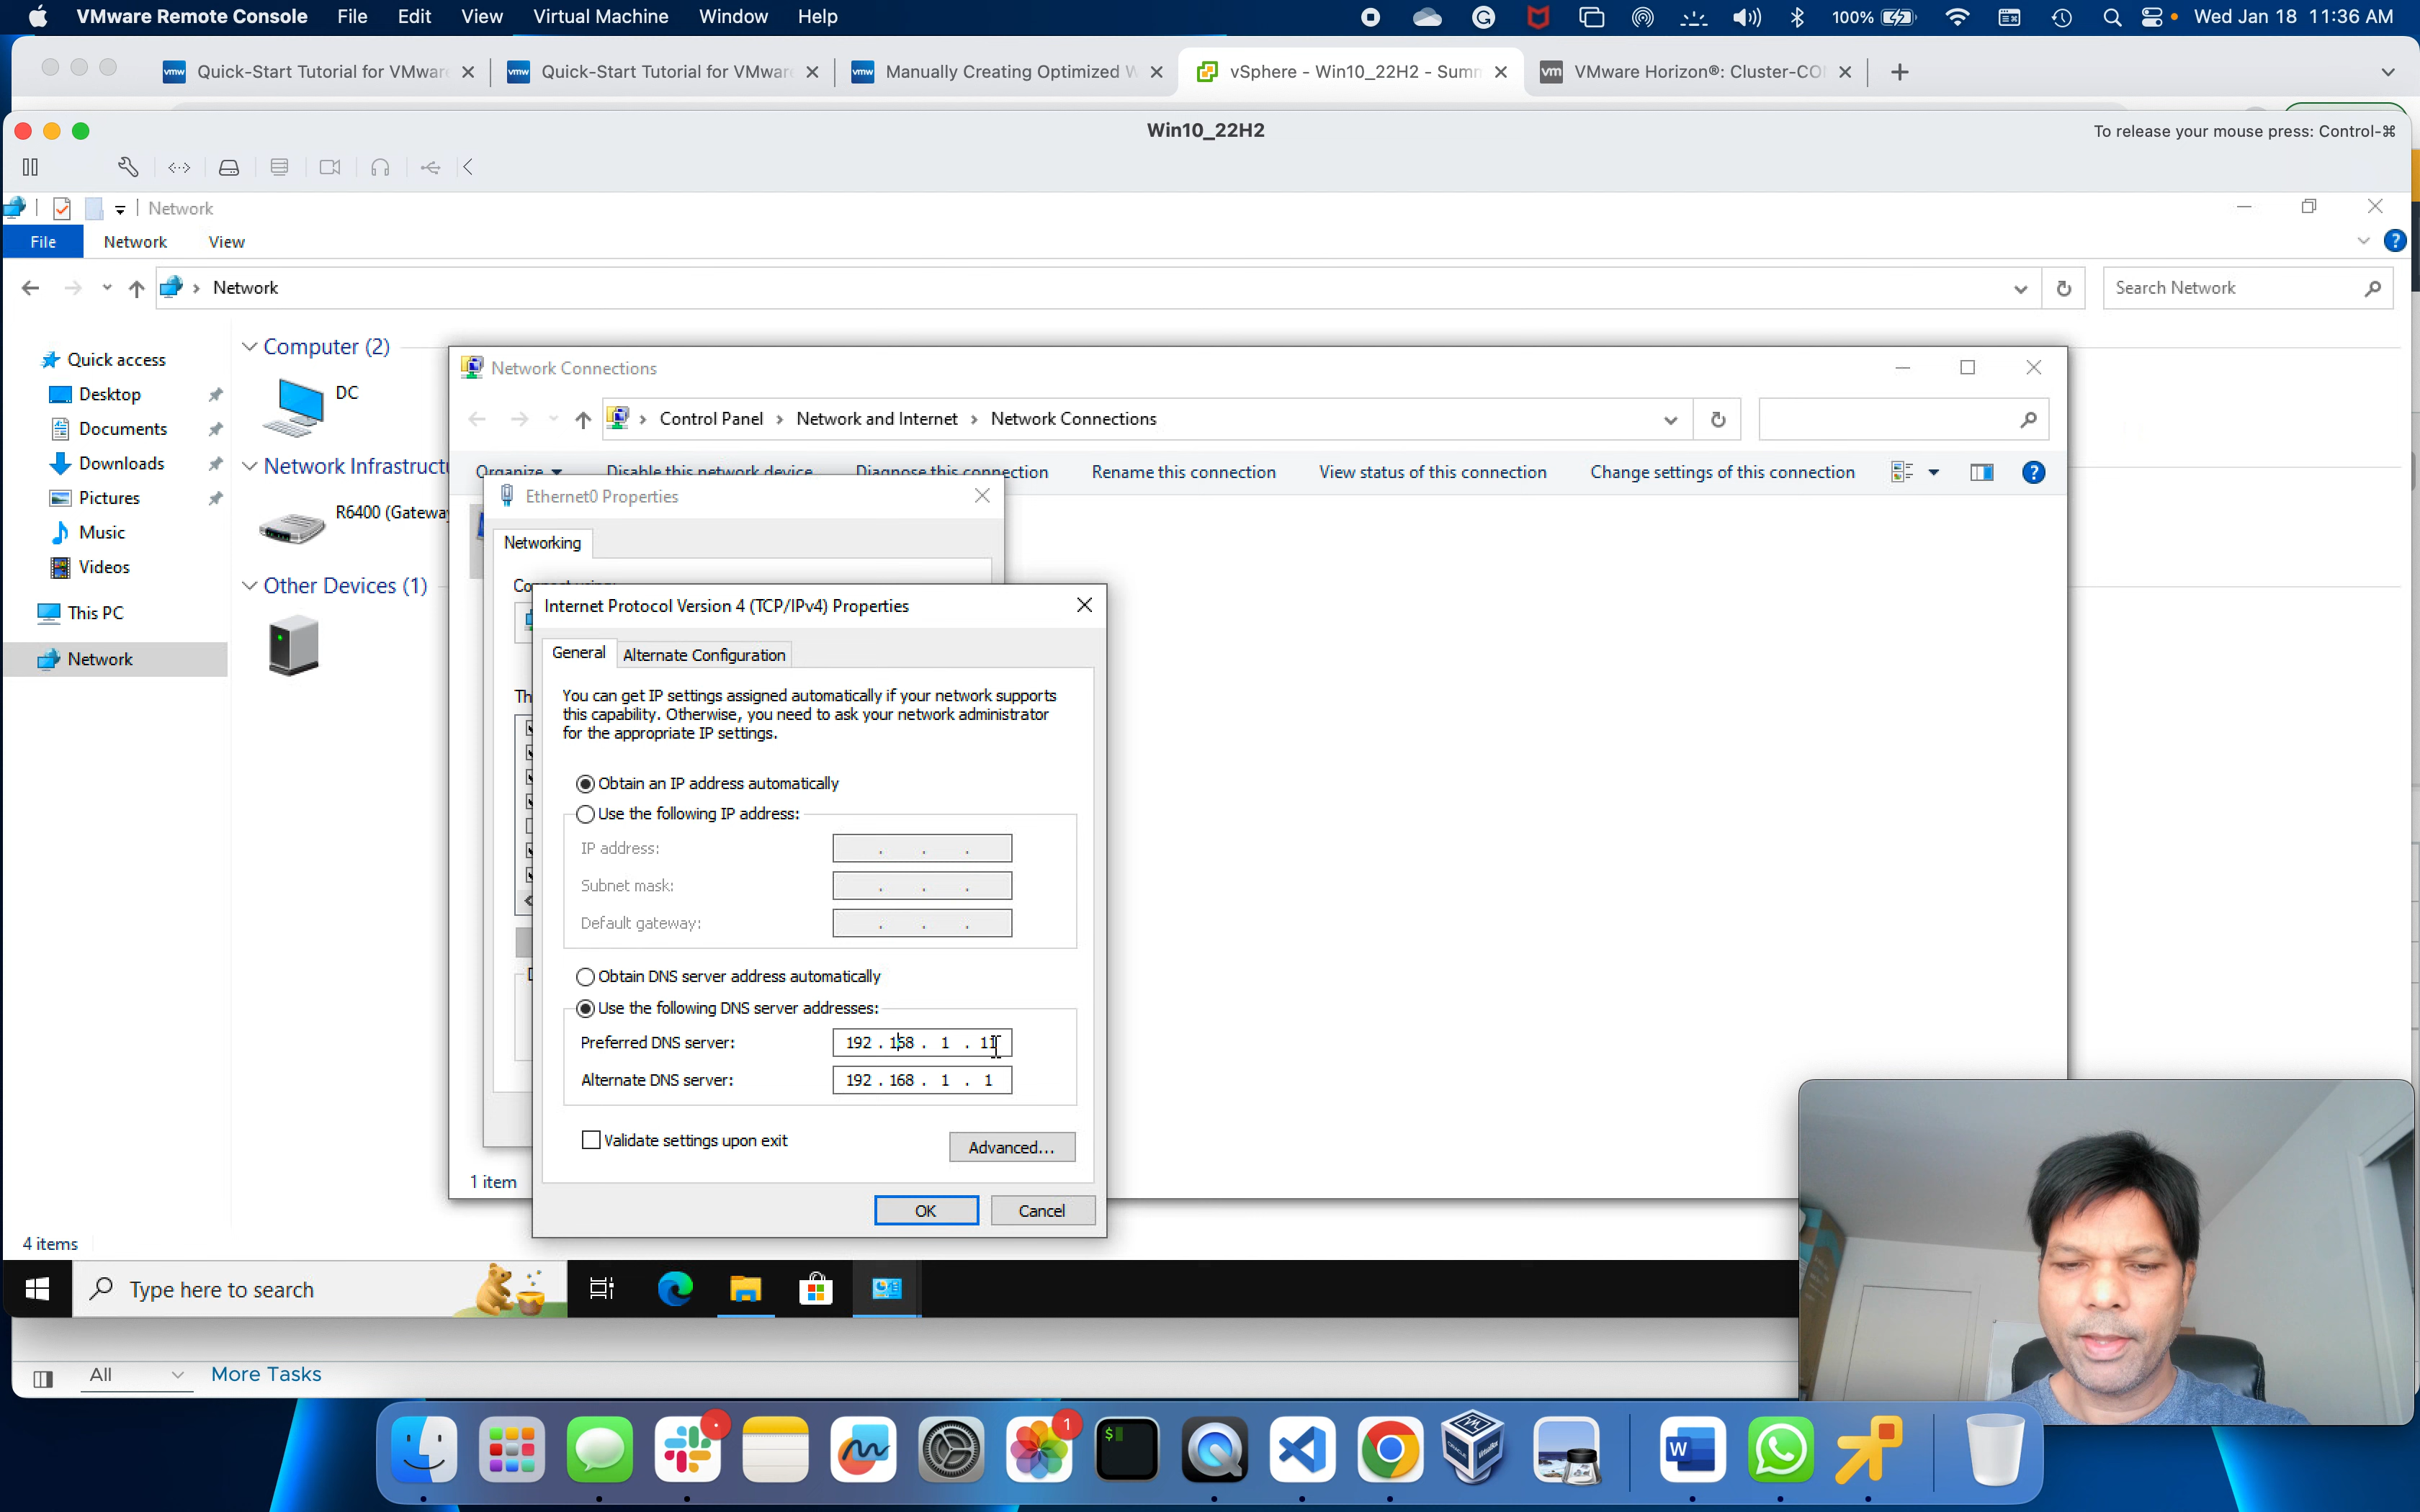 VMware Remote Console File Edit View Virtual Machine Window Help 100% Wed Jan 18 11:36 AM
Quick-Start Tutorial for VMware Quick-Start Tutorial for VMware Manually Creating Optimized W vSphere - Win10_22H2 - Summ VMware Horizon®: Cluster-CO
Win10_22H2
To release your mouse press: Control-⌘
Network
File Network View
Network
Search Network
Quick access
Desktop
Documents
Downloads
Pictures
Music
Videos
This PC
Network
Computer (2)
DC
Network Infrastructu
R6400 (Gatewa
Other Devices (1)
Network Connections
Control Panel Network and Internet Network Connections
Organize Disable this network device Diagnose this connection Rename this connection View status of this connection Change settings of this connection
Ethernet0 Properties
Networking
Connect using:
Th
Internet Protocol Version 4 (TCP/IPv4) Properties
General Alternate Configuration
You can get IP settings assigned automatically if your network supports
this capability. Otherwise, you need to ask your network administrator
for the appropriate IP settings.
Obtain an IP address automatically
Use the following IP address:
IP address: . . .
Subnet mask: . . .
Default gateway: . . .
Obtain DNS server address automatically
Use the following DNS server addresses:
Preferred DNS server: 192 . 168 . 1 . 11
Alternate DNS server: 192 . 168 . 1 . 1
Validate settings upon exit
Advanced...
OK Cancel
1 item
4 items
Type here to search
All More Tasks
1